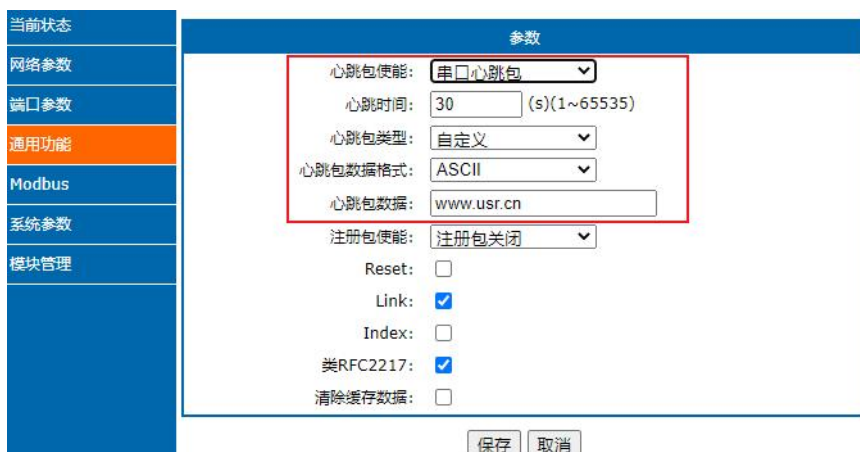 当前状态
网络参数
端口参数
通用功能
Modbus
系统参数
模块管理
参数
心跳包使能: 串口心跳包
心跳时间: 30 (s)(1~65535)
心跳包类型: 自定义
心跳包数据格式: ASCII
心跳包数据: www.usr.cn
注册包使能: 注册包关闭
Reset:
Link:
Index:
类RFC2217:
清除缓存数据:
保存 取消